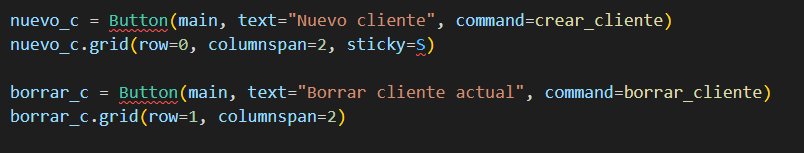 nuevo_c = Button(main, text="Nuevo cliente", command=crear_cliente)
nuevo_c.grid(row=0, columnspan=2, sticky=S)
borrar_c = Button(main, text="Borrar cliente actual", command=borrar_cliente)
borrar_c.grid(row=1, columnspan=2)